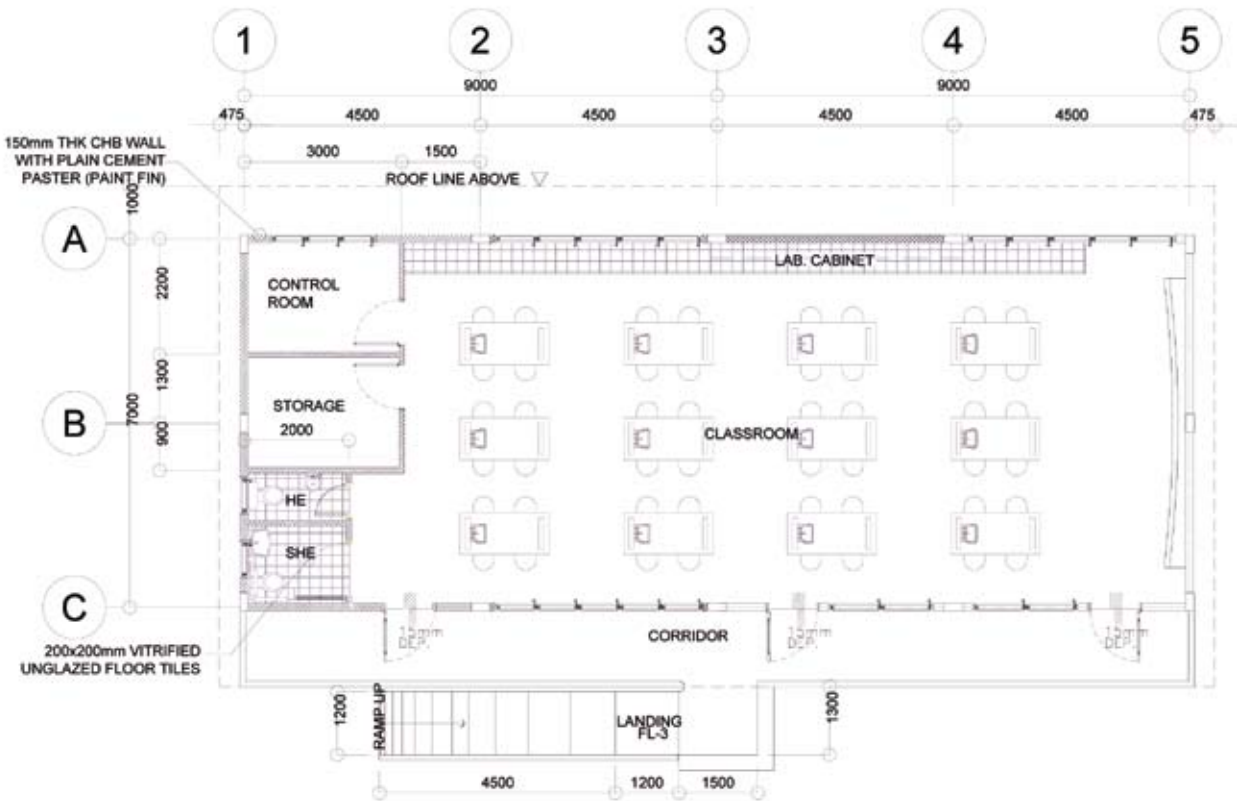 1 2 3 4 5
9000 9000
475 4500 4500 4500 4500 475
150mm THK CHB WALL
WITH PLAIN CEMENT
PASTER (PAINT FIN)
3000 1500
ROOF LINE ABOVE
1000
A
LAB. CABINET
2200
CONTROL
ROOM
1300
7000
B
STORAGE
900
2000
CLASSROOM
HE
SHE
C
CORRIDOR
200x200mm VITRIFIED
UNGLAZED FLOOR TILES
1200
RAMP UP
LANDING
FL-3
1300
4500 1200 1500